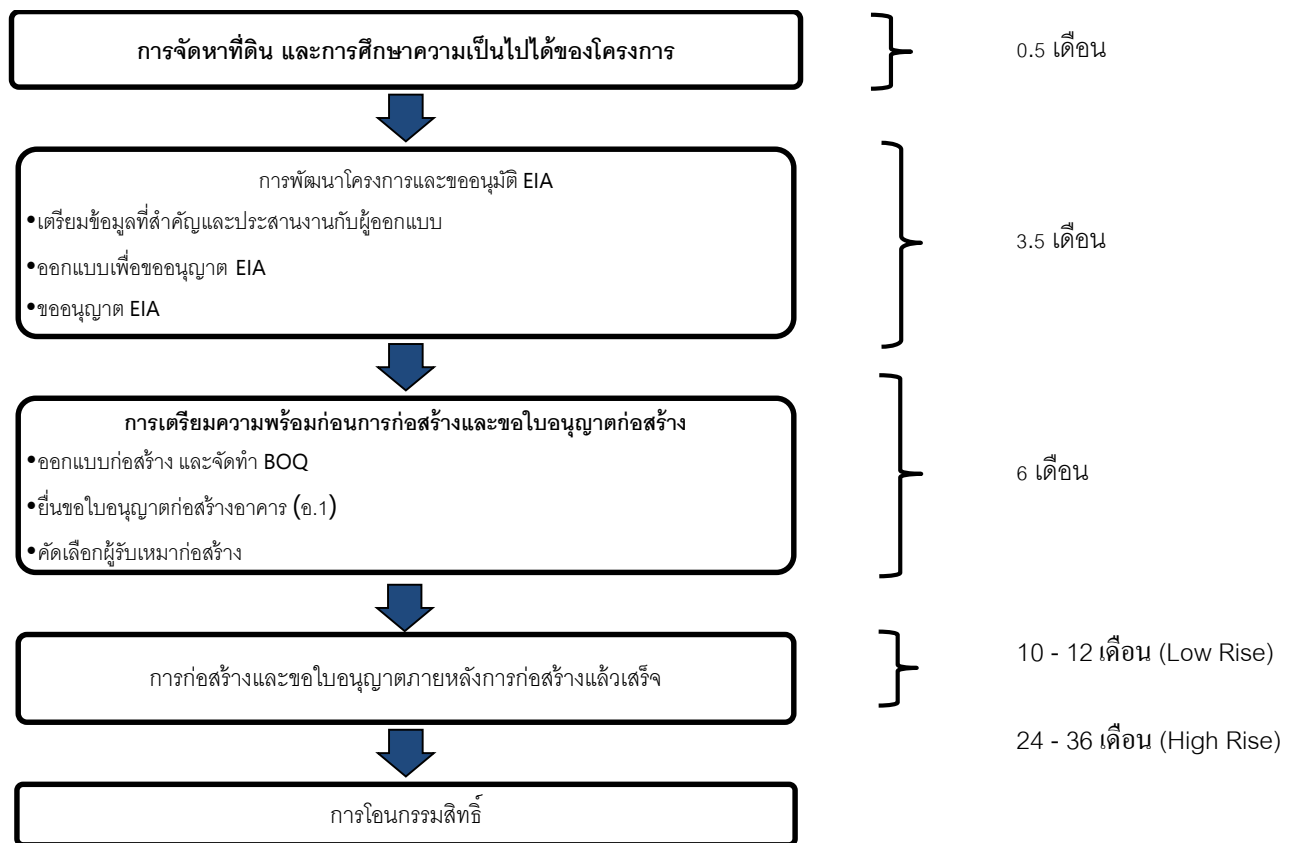 การจัดหาที่ดิน และการศึกษาความเป็นไปได้ของโครงการ
0.5 เดือน
การพัฒนาโครงการและขออนุมัติ EIA
•เตรียมข้อมูลที่สำคัญและประสานงานกับผู้ออกแบบ
•ออกแบบเพื่อขออนุญาต EIA
•ขออนุญาต EIA
3.5 เดือน
การเตรียมความพร้อมก่อนการก่อสร้างและขอใบอนุญาตก่อสร้าง
•ออกแบบก่อสร้าง และจัดทำ BOQ
•ยื่นขอใบอนุญาตก่อสร้างอาคาร (อ.1)
•คัดเลือกผู้รับเหมาก่อสร้าง
6 เดือน
การก่อสร้างและขอใบอนุญาตภายหลังการก่อสร้างแล้วเสร็จ
10 - 12 เดือน (Low Rise)
24 - 36 เดือน (High Rise)
การโอนกรรมสิทธิ์